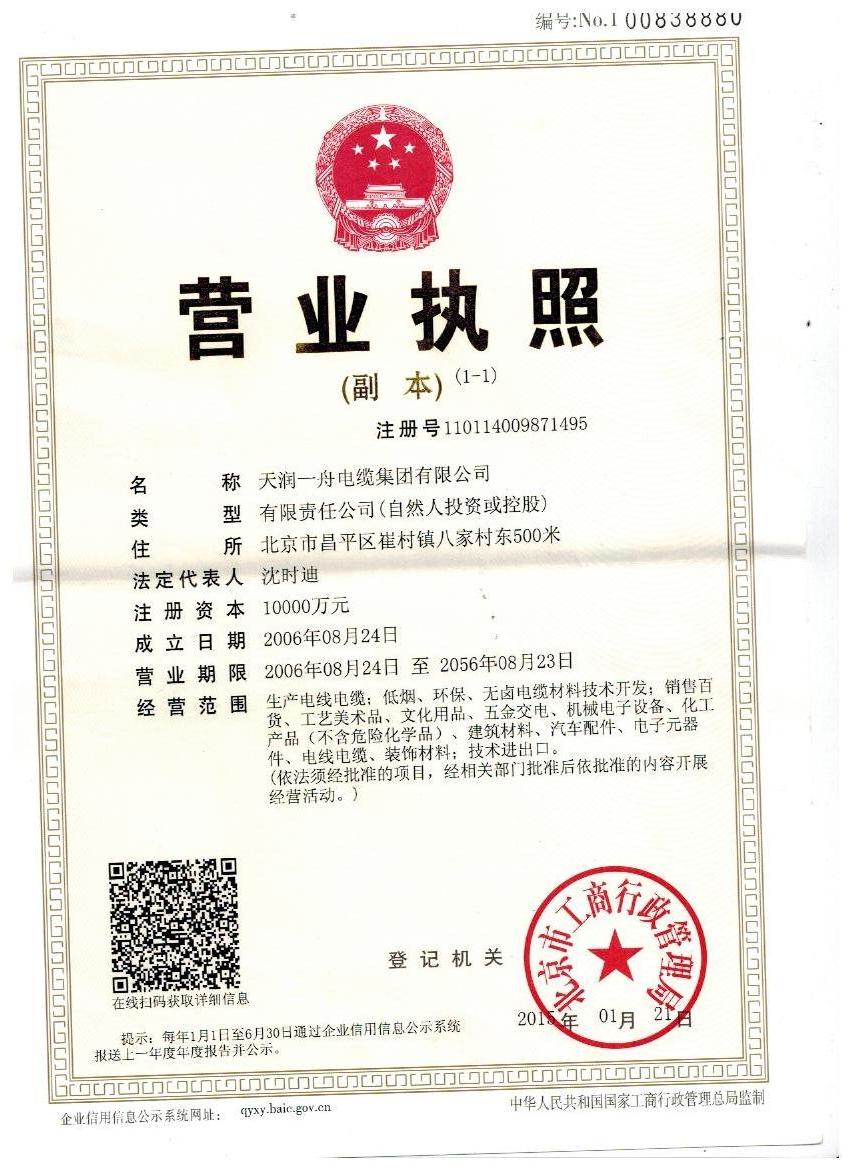 编号:No.1 00838880
营业执照
(副 本) (1-1)
注册号110114009871495
名称 天润一舟电缆集团有限公司
类型 有限责任公司(自然人投资或控股)
住所 北京市昌平区崔村镇八家村东500米
法定代表人 沈时迪
注册资本 10000万元
成立日期 2006年08月24日
营业期限 2006年08月24日 至 2056年08月23日
经营范围 生产电线电缆；低烟、环保、无卤电缆材料技术开发；销售百
货、工艺美术品、文化用品、五金交电、机械电子设备、化工
产品（不含危险化学品）、建筑材料、汽车配件、电子元器
件、电线电缆、装饰材料；技术进出口。
(依法须经批准的项目，经相关部门批准后依批准的内容开展
经营活动。)
在线扫码获取详细信息
登记机关
北京市工商行政管理局
2015年 01月 21日
提示：每年1月1日至6月30日通过企业信用信息公示系统
报送上一年度年度报告并公示。
企业信用信息公示系统网址： qyxy.baic.gov.cn
中华人民共和国国家工商行政管理总局监制